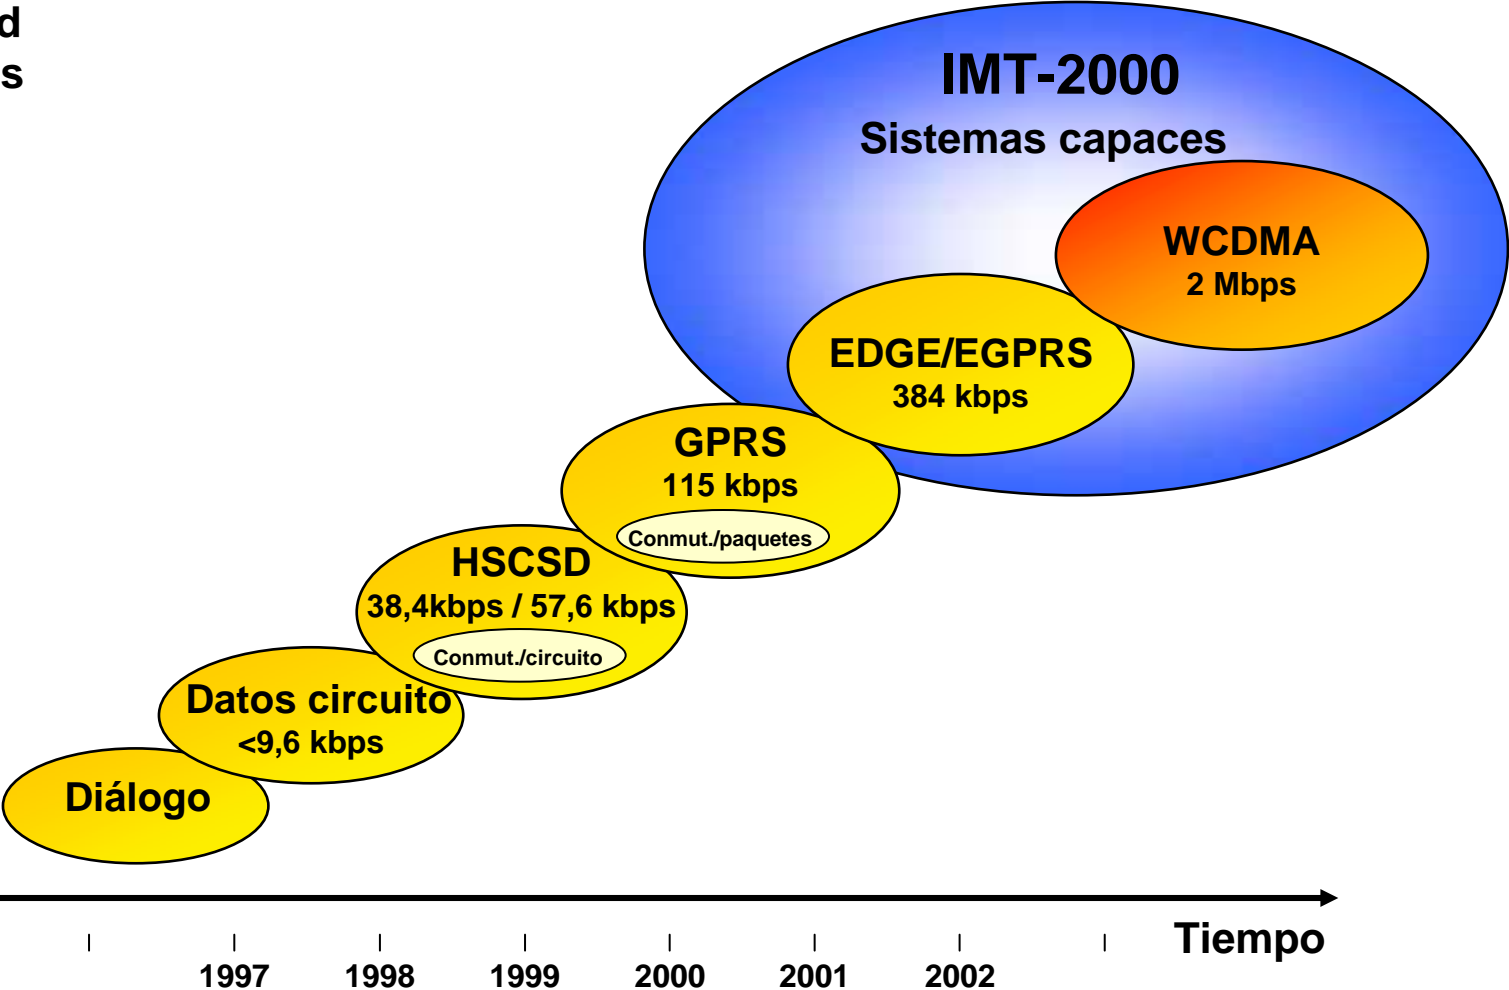 d
s
IMT-2000
Sistemas capaces
WCDMA
2 Mbps
EDGE/EGPRS
384 kbps
GPRS
115 kbps
Conmut./paquetes
HSCSD
38,4kbps / 57,6 kbps
Conmut./circuito
Datos circuito
<9,6 kbps
Diálogo
Tiempo
1997 1998 1999 2000 2001 2002